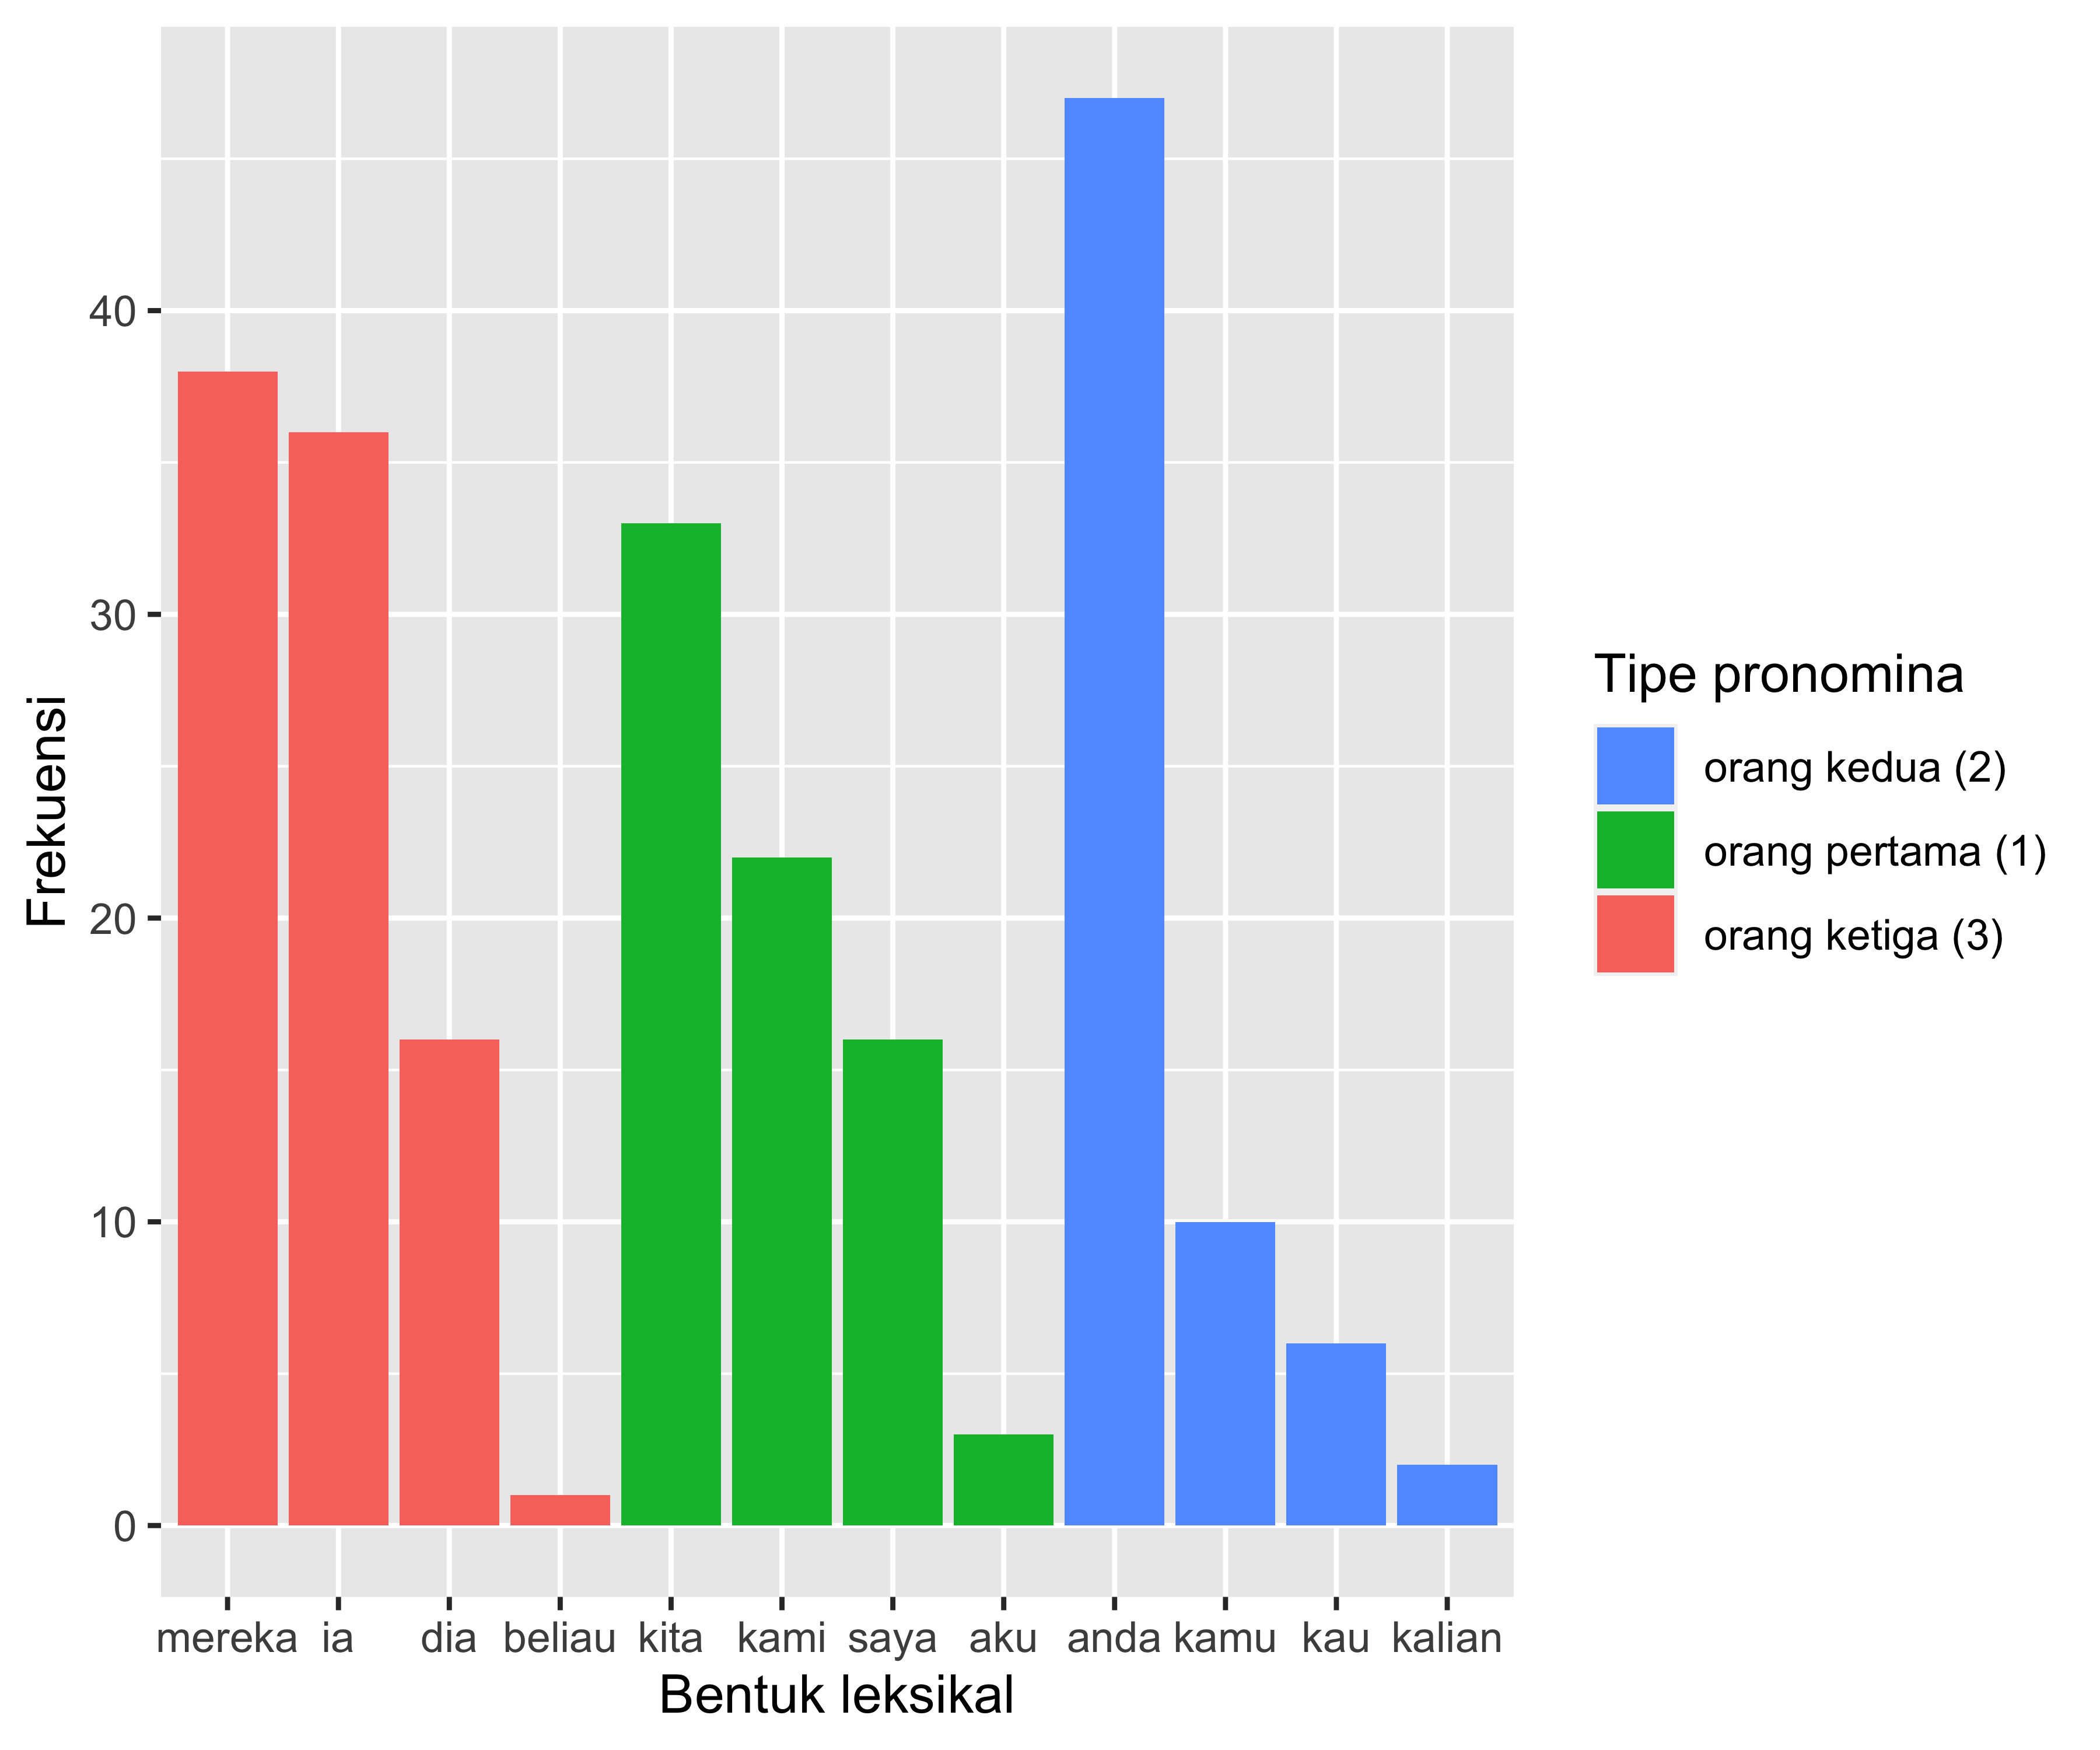 Frekuensi
40
30
20
10
0
mereka ia dia beliau kita kami saya aku anda kamu kau kalian
Bentuk leksikal
Tipe pronomina
orang kedua (2)
orang pertama (1)
orang ketiga (3)